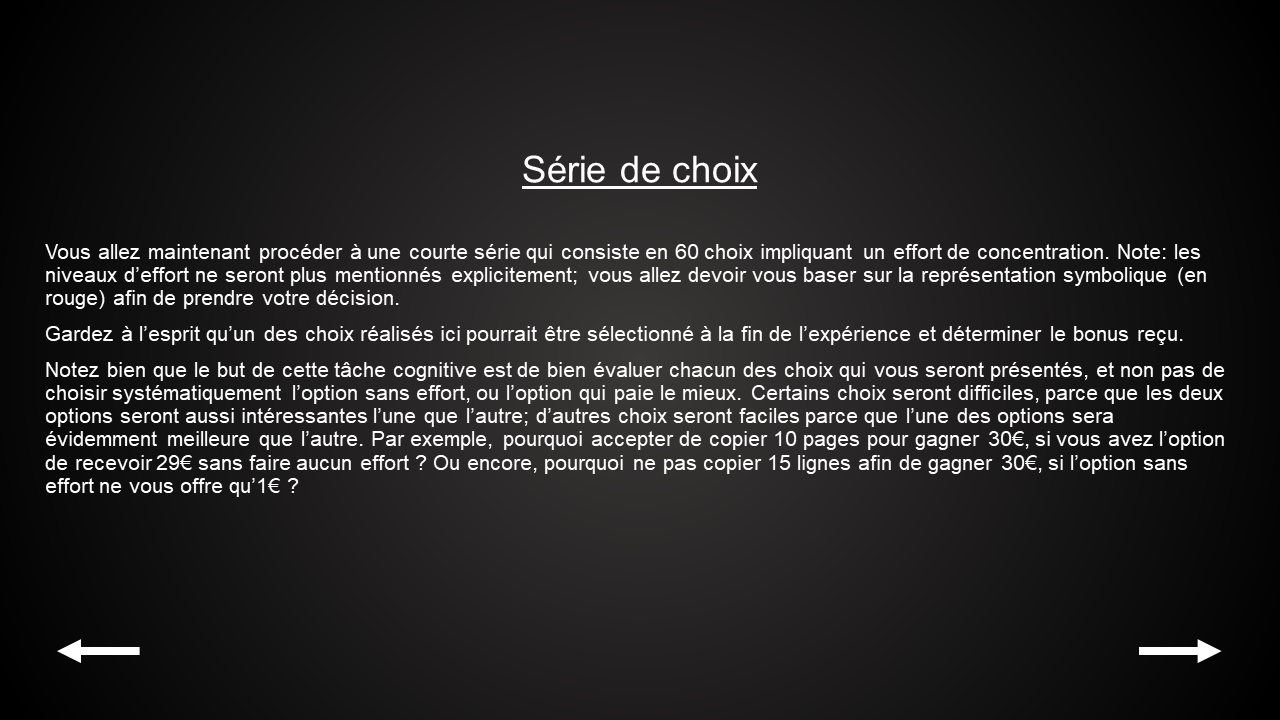 Série de choix
Vous allez maintenant procéder à une courte série qui consiste en 60 choix impliquant un effort de concentration. Note: les
niveaux d’effort ne seront plus mentionnés explicitement; vous allez devoir vous baser sur la représentation symbolique (en
rouge) afin de prendre votre décision.
Gardez à l’esprit qu’un des choix réalisés ici pourrait être sélectionné à la fin de l’expérience et déterminer le bonus reçu.
Notez bien que le but de cette tâche cognitive est de bien évaluer chacun des choix qui vous seront présentés, et non pas de
choisir systématiquement l’option sans effort, ou l’option qui paie le mieux. Certains choix seront difficiles, parce que les deux
options seront aussi intéressantes l’une que l’autre; d’autres choix seront faciles parce que l’une des options sera
évidemment meilleure que l’autre. Par exemple, pourquoi accepter de copier 10 pages pour gagner 30€, si vous avez l’option
de recevoir 29€ sans faire aucun effort ? Ou encore, pourquoi ne pas copier 15 lignes afin de gagner 30€, si l’option sans
effort ne vous offre qu’1€ ?